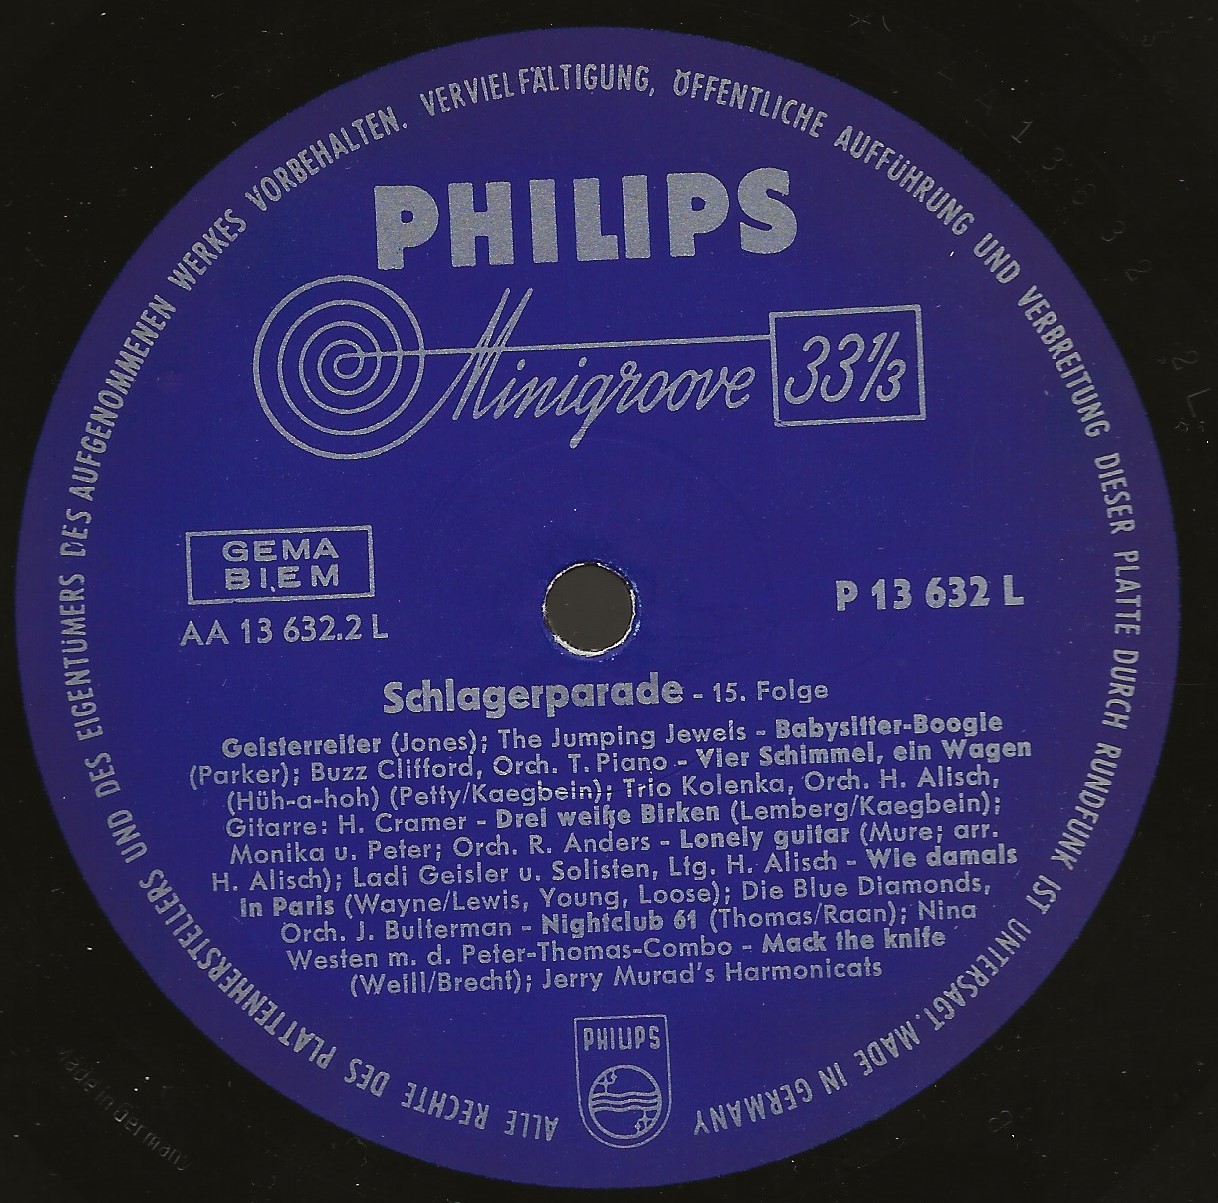 ALLE RECHTE DES PLATTENHERSTELLERS UND DES EIGENTÜMERS DES AUFGENOMMENEN WERKES VORBEHALTEN. VERVIELFÄLTIGUNG, ÖFFENTLICHE AUFFÜHRUNG UND VERBREITUNG DIESER PLATTE DURCH RUNDFUNK IST UNTERSAGT. MADE IN GERMANY
PHILIPS
Minigroove 33⅓
GEMA
BI.EM
AA 13 632.2 L
P 13 632 L
Schlagerparade - 15. Folge
Geisterreiter (Jones); The Jumping Jewels - Babysitter-Boogie
(Parker); Buzz Clifford, Orch. T. Piano - Vier Schimmel, ein Wagen
(Hüh-a-hoh) (Petty/Kaegbein); Trio Kolenka, Orch. H. Alisch,
Gitarre: H. Cramer - Drei weiße Birken (Lemberg/Kaegbein);
Monika u. Peter; Orch. R. Anders - Lonely guitar (Mure; arr.
H. Alisch); Ladi Geisler u. Solisten, Ltg. H. Alisch - Wie damals
in Paris (Wayne/Lewis, Young, Loose); Die Blue Diamonds,
Orch. J. Bulterman - Nightclub 61 (Thomas/Raan); Nina
Westen m. d. Peter-Thomas-Combo - Mack the knife
(Weill/Brecht); Jerry Murad's Harmonicats
PHILIPS
Made in Germany